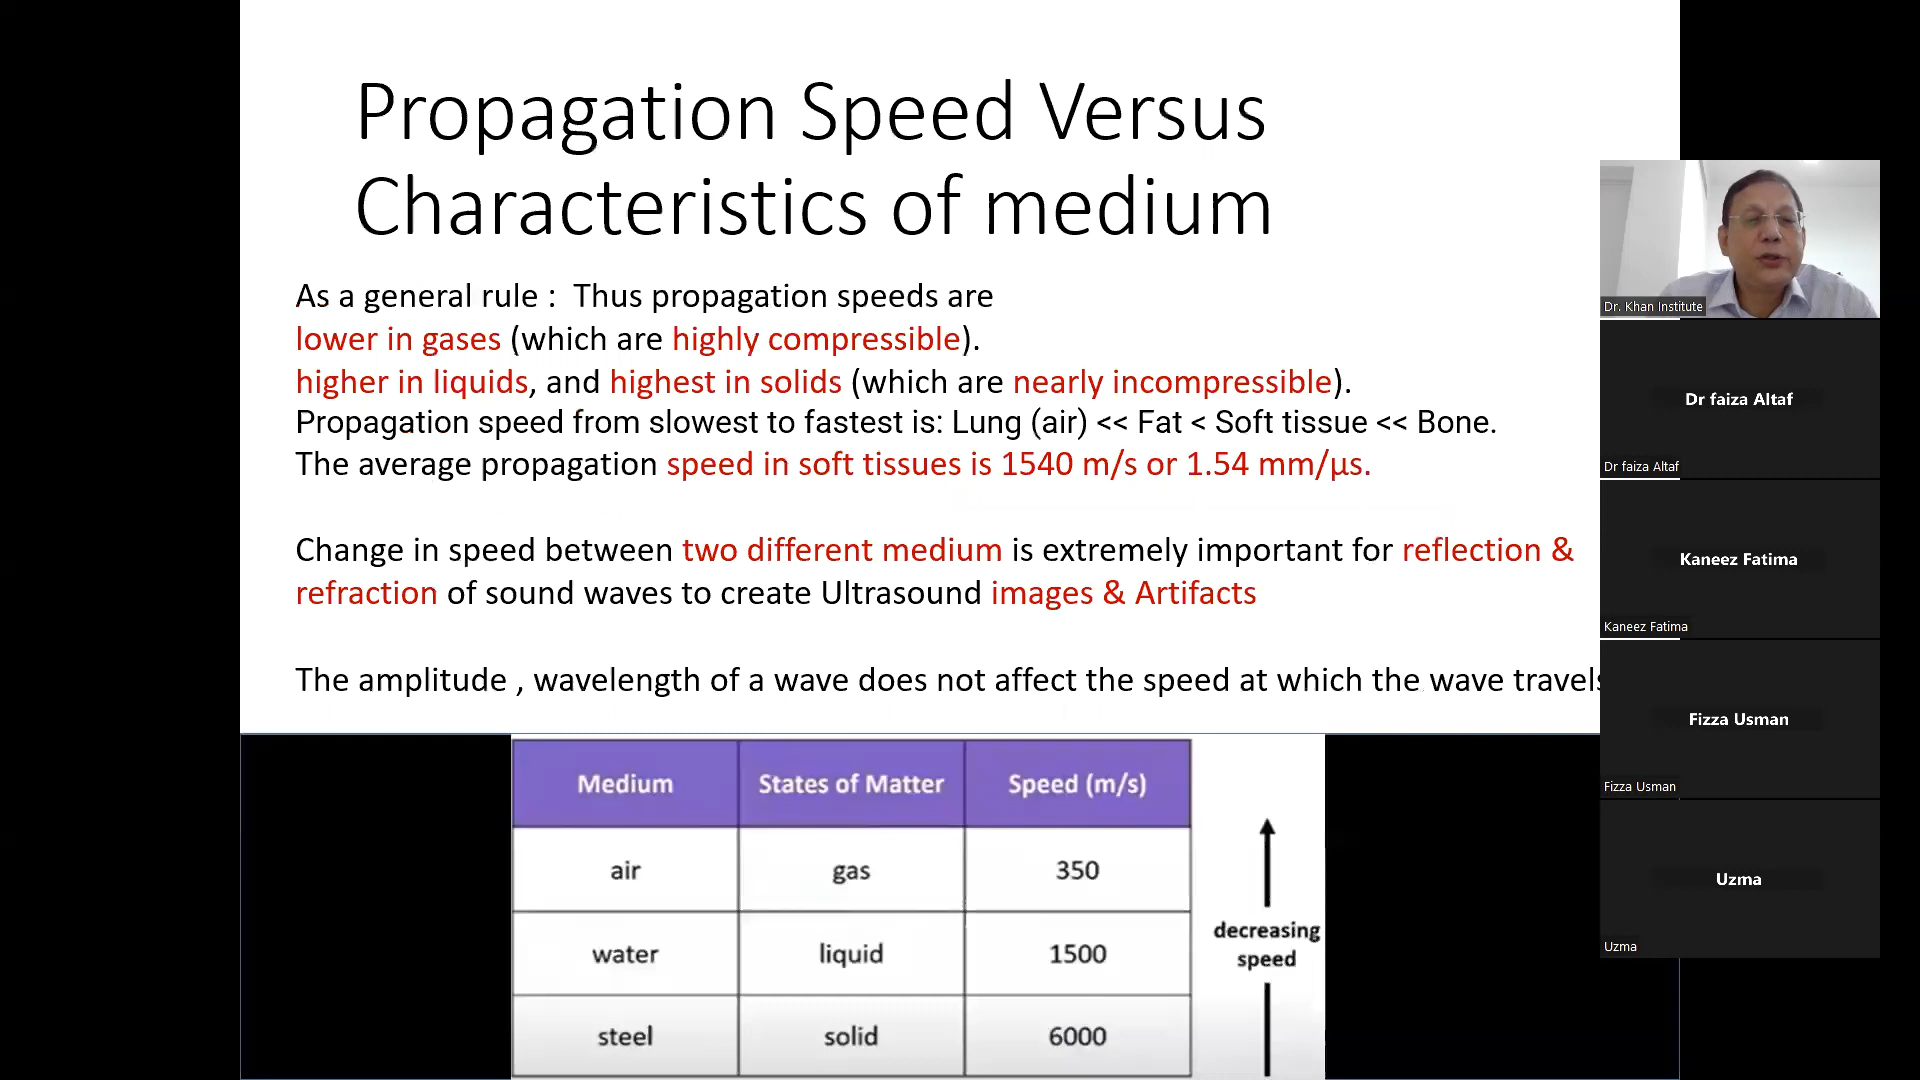 Propagation Speed Versus
Characteristics of medium
As a general rule :  Thus propagation speeds are
lower in gases (which are highly compressible).
higher in liquids, and highest in solids (which are nearly incompressible).
Propagation speed from slowest to fastest is: Lung (air) << Fat < Soft tissue << Bone.
The average propagation speed in soft tissues is 1540 m/s or 1.54 mm/µs.
Change in speed between two different medium is extremely important for reflection &
refraction of sound waves to create Ultrasound images & Artifacts
The amplitude , wavelength of a wave does not affect the speed at which the wave travels
Medium States of Matter Speed (m/s)
air gas 350
water liquid 1500
steel solid 6000
decreasing
speed
Dr. Khan Institute
Dr faiza Altaf
Dr faiza Altaf
Kaneez Fatima
Kaneez Fatima
Fizza Usman
Fizza Usman
Uzma
Uzma